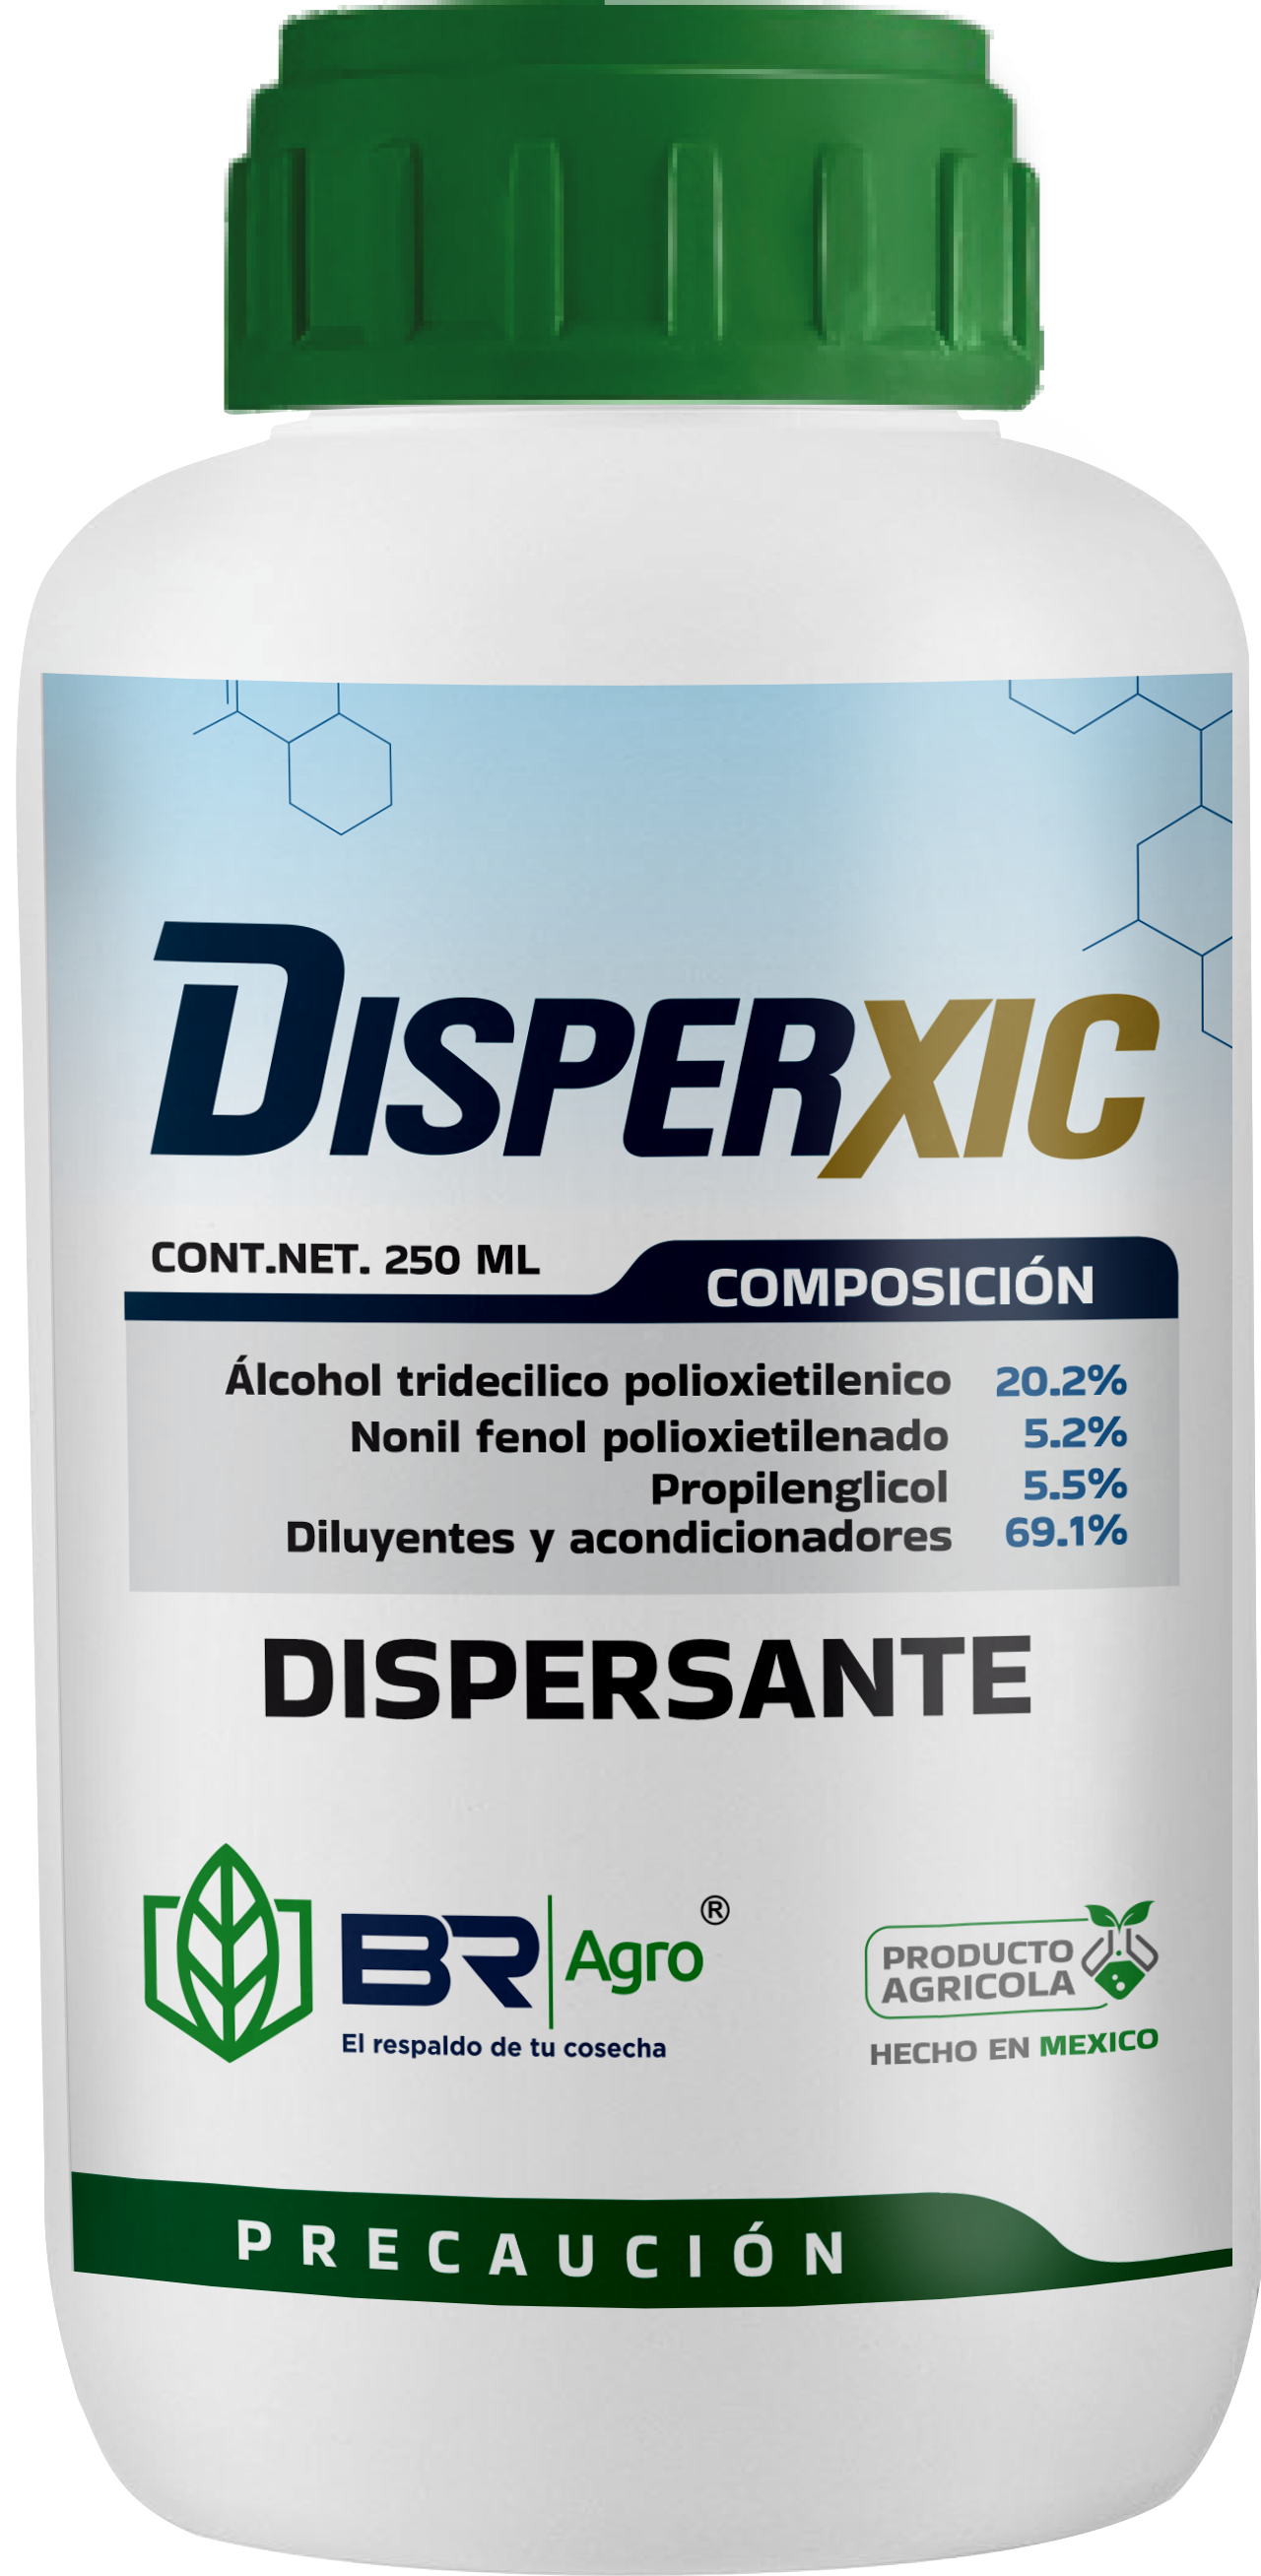 DISPERXIC
CONT.NET. 250 ML
COMPOSICIÓN
Álcohol tridecilico polioxietilenico 20.2%
Nonil fenol polioxietilenado 5.2%
Propilenglicol 5.5%
Diluyentes y acondicionadores 69.1%
DISPERSANTE
BR Agro®
El respaldo de tu cosecha
PRODUCTO
AGRICOLA
HECHO EN MEXICO
PRECAUCIÓN